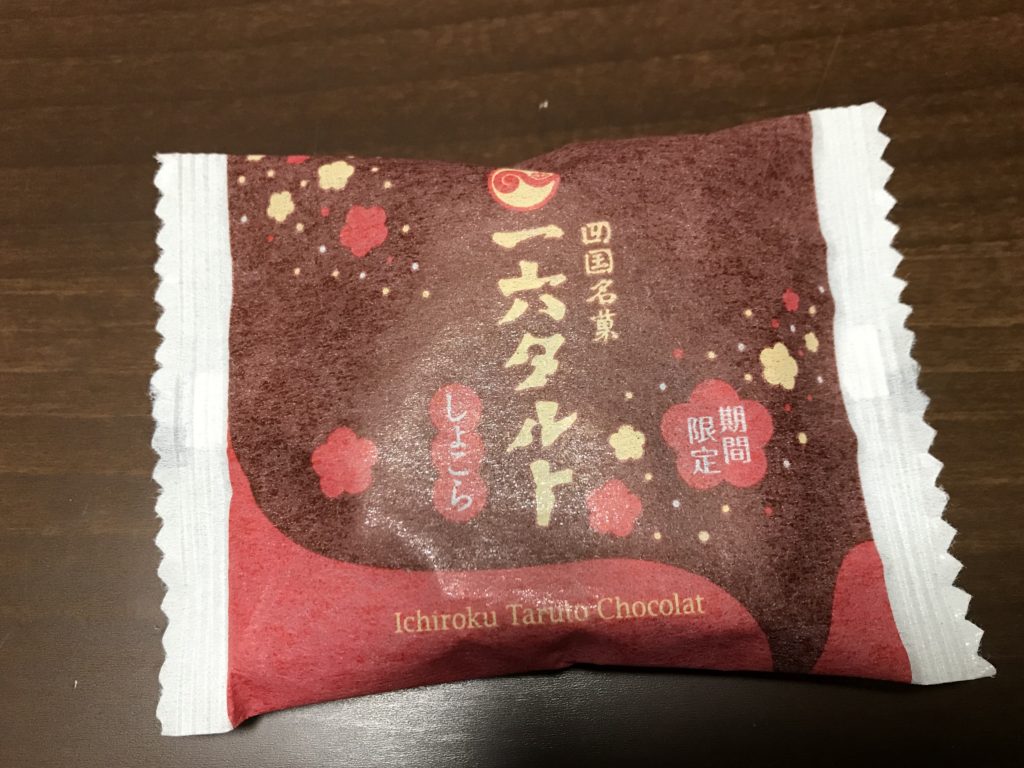 四国名菓
一六タルト
しょこら
期間
限定
Ichiroku Taruto Chocolat